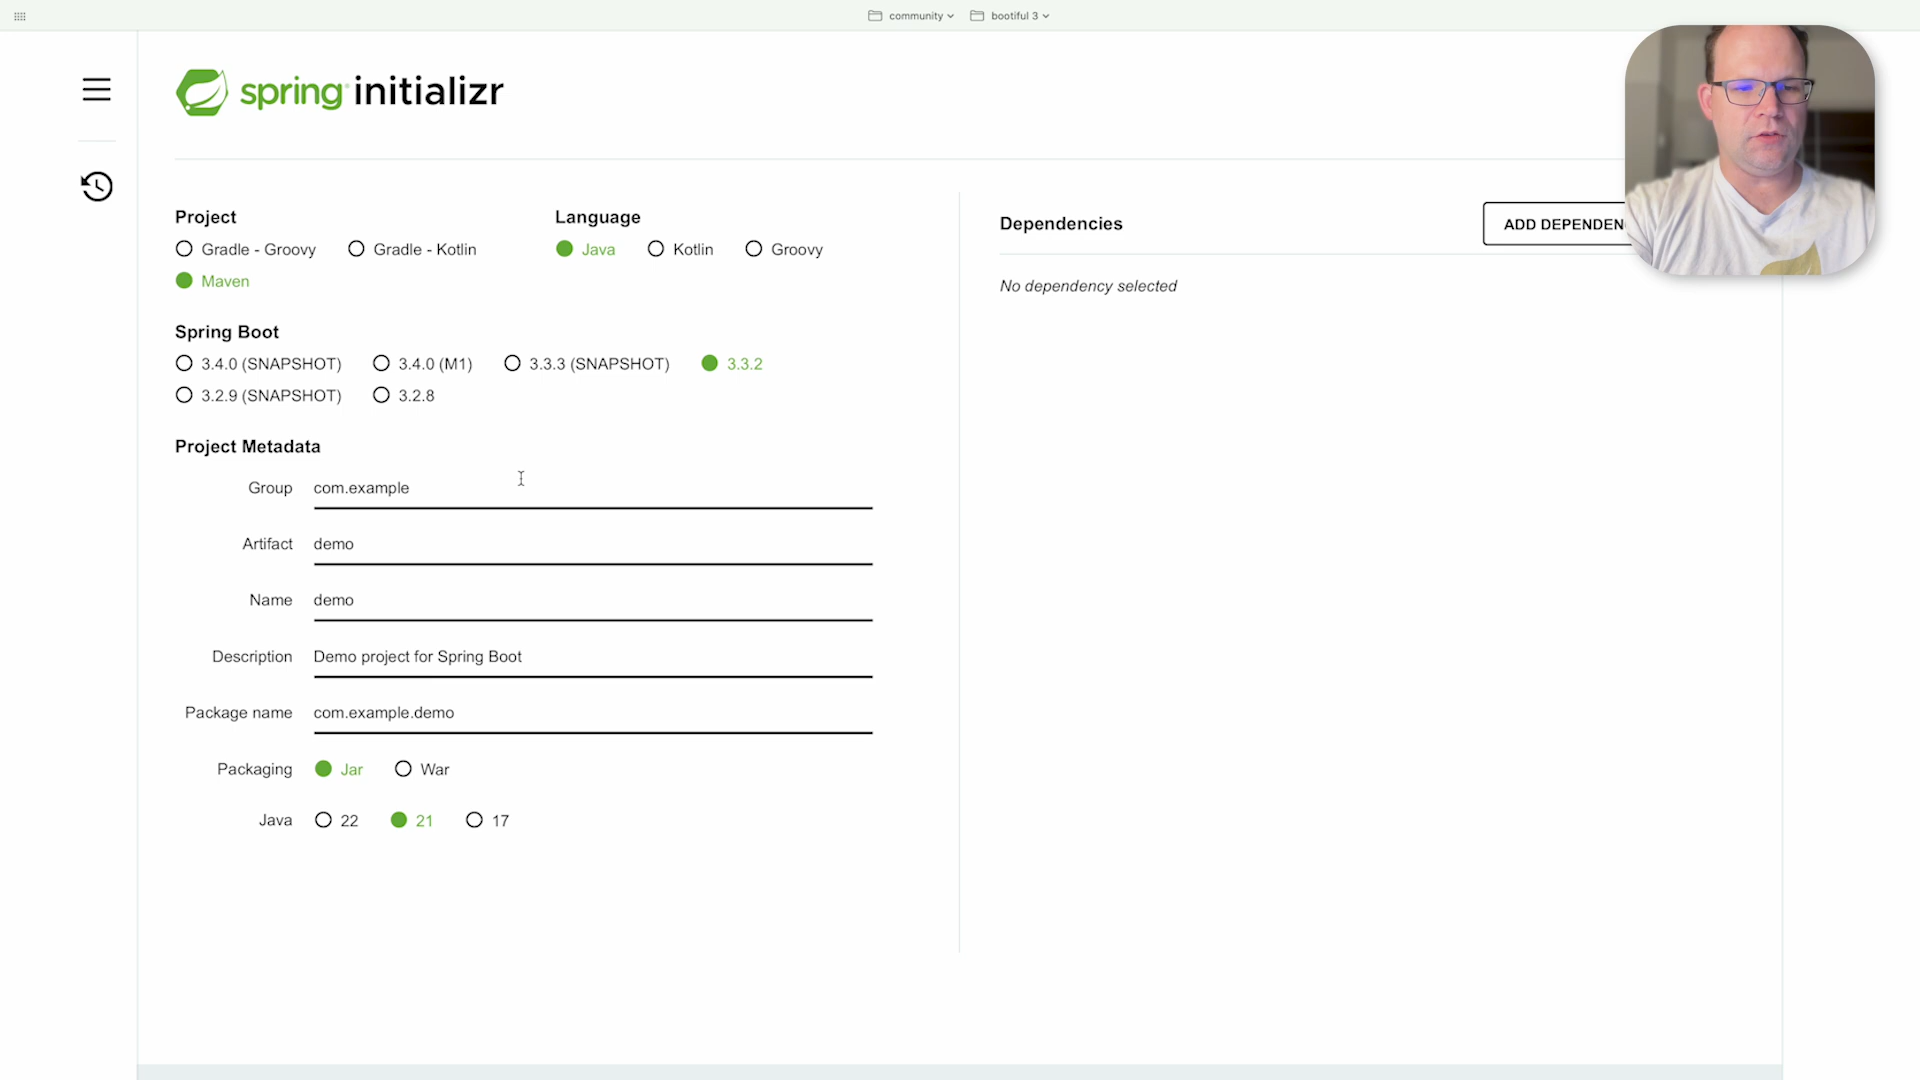 community
bootiful 3
spring initializr
Project
Gradle - Groovy
Gradle - Kotlin
Maven
Language
Java
Kotlin
Groovy
Spring Boot
3.4.0 (SNAPSHOT)
3.4.0 (M1)
3.3.3 (SNAPSHOT)
3.3.2
3.2.9 (SNAPSHOT)
3.2.8
Project Metadata
Group com.example
Artifact demo
Name demo
Description Demo project for Spring Boot
Package name com.example.demo
Packaging Jar War
Java 22 21 17
Dependencies
ADD DEPENDEN
No dependency selected